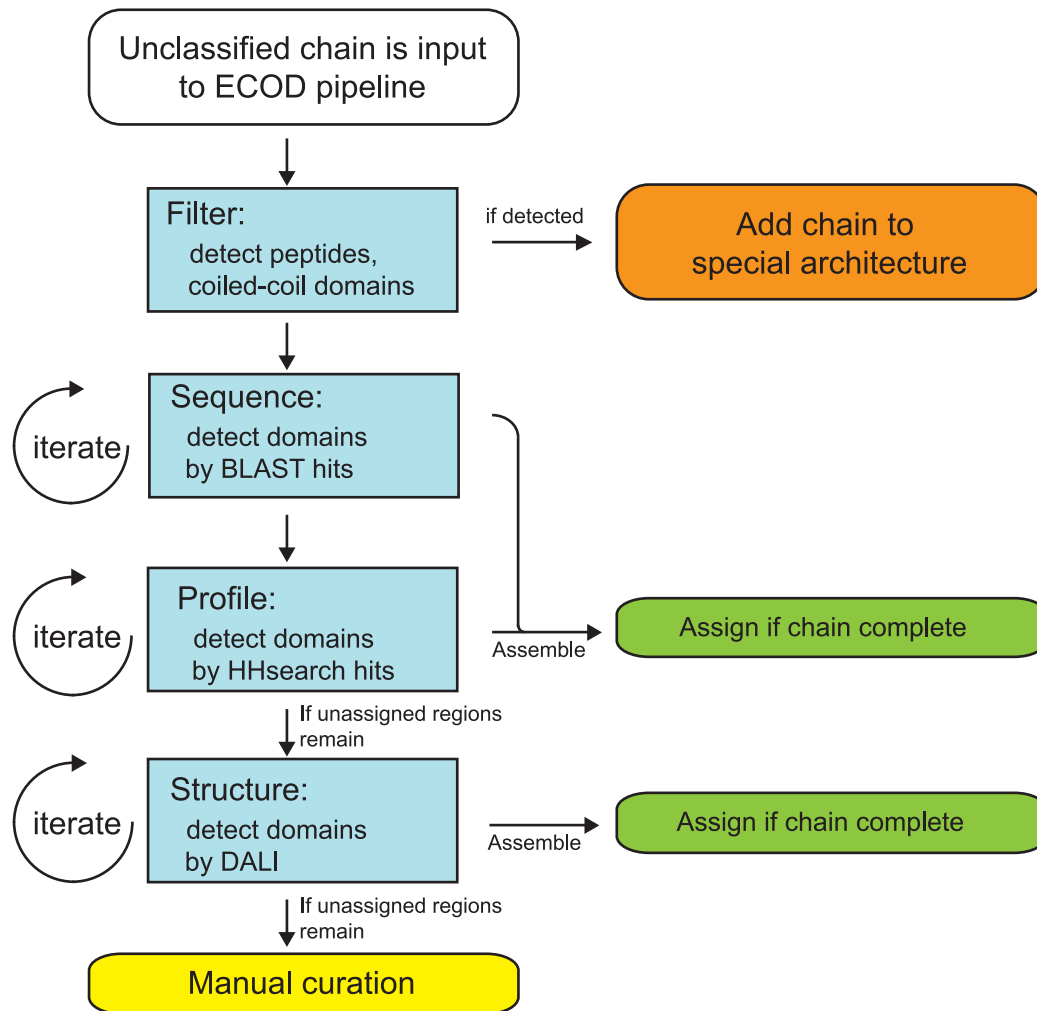 Unclassified chain is input
to ECOD pipeline
Filter:
detect peptides,
coiled-coil domains
if detected
Add chain to
special architecture
iterate
Sequence:
detect domains
by BLAST hits
iterate
Profile:
detect domains
by HHsearch hits
Assemble
Assign if chain complete
If unassigned regions
remain
iterate
Structure:
detect domains
by DALI
Assemble
Assign if chain complete
If unassigned regions
remain
Manual curation